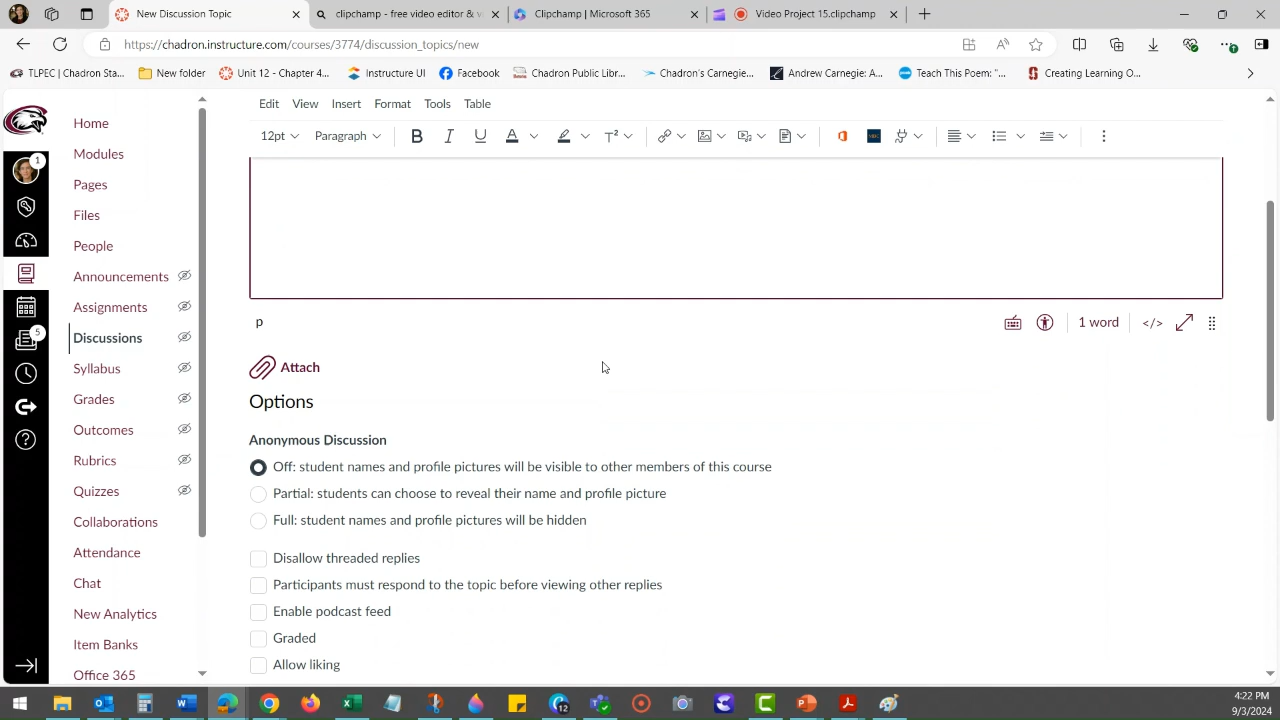 New Discussion Topic
clipchamp - free video editor & v
Clipchamp | Microsoft 365
Video Project 15.clipchamp
https://chadron.instructure.com/courses/3774/discussion_topics/new
TLPEC | Chadron Sta...
New folder
Unit 12 - Chapter 4...
Instructure UI
Facebook
Chadron Public Libr...
Chadron's Carnegie...
Andrew Carnegie: A...
Teach This Poem: "...
Creating Learning O...
Home
Modules
Pages
Files
People
Announcements
Assignments
Discussions
Syllabus
Grades
Outcomes
Rubrics
Quizzes
Collaborations
Attendance
Chat
New Analytics
Item Banks
Office 365
1
5
Edit View Insert Format Tools Table
12pt Paragraph B I U A T²
p
1 word </>
Attach
Options
Anonymous Discussion
Off: student names and profile pictures will be visible to other members of this course
Partial: students can choose to reveal their name and profile picture
Full: student names and profile pictures will be hidden
Disallow threaded replies
Participants must respond to the topic before viewing other replies
Enable podcast feed
Graded
Allow liking
12
4:22 PM
9/3/2024